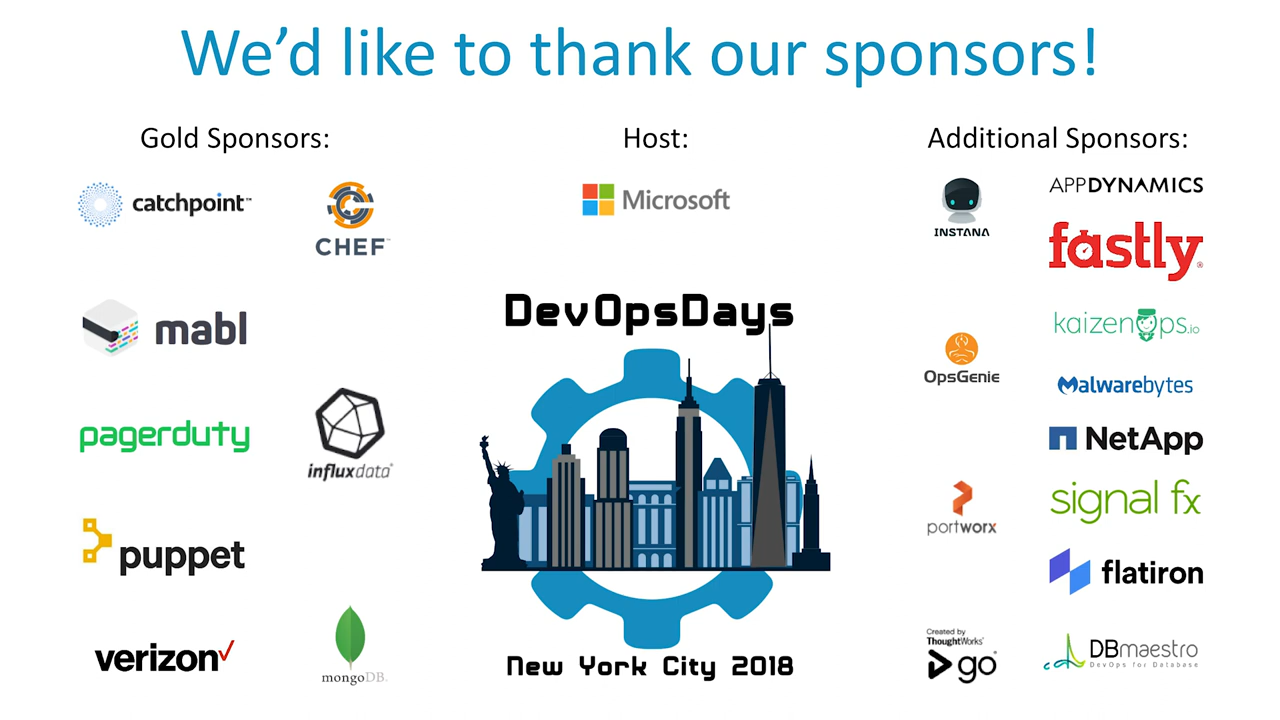 We'd like to thank our sponsors!
Gold Sponsors:
catchpoint™
CHEF™
mabl
pagerduty
influxdata®
puppet
verizon✓
mongoDB.
Host:
Microsoft
DevOpsDays
New York City 2018
Additional Sponsors:
INSTANA
APPDYNAMICS
fastly®
kaizenOps.io
OpsGenie
Malwarebytes
NetApp
portworx
signal fx
flatiron
Created by
ThoughtWorks®
go
DBmaestro
DevOps for Database